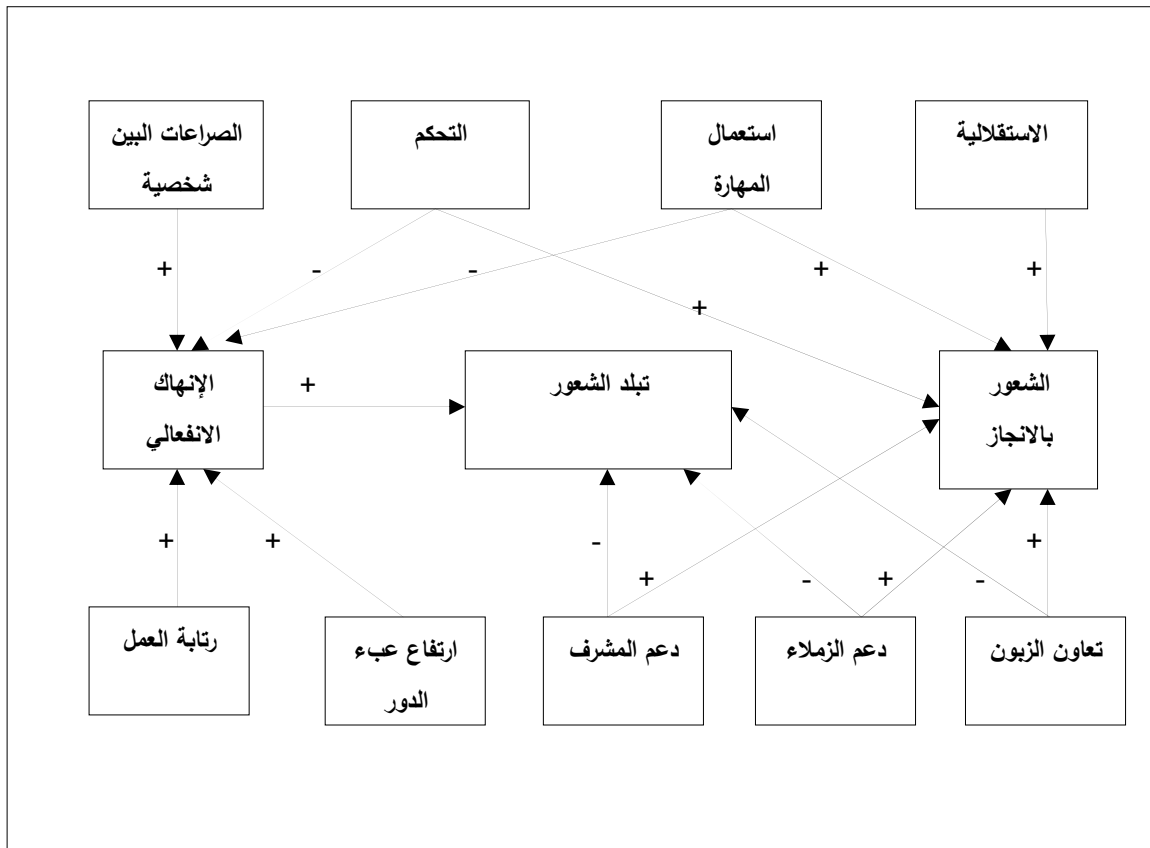 الاستقلالية
استعمال
المهارة
التحكم
الصراعات البين
شخصية
+
-
-
+
+
+
الشعور
بالانجاز
تبلد الشعور
+
الإنهاك
الانفعالي
+
+
-
+
-
+
-
+
تعاون الزبون
دعم الزملاء
دعم المشرف
ارتفاع عبء
الدور
رتابة العمل